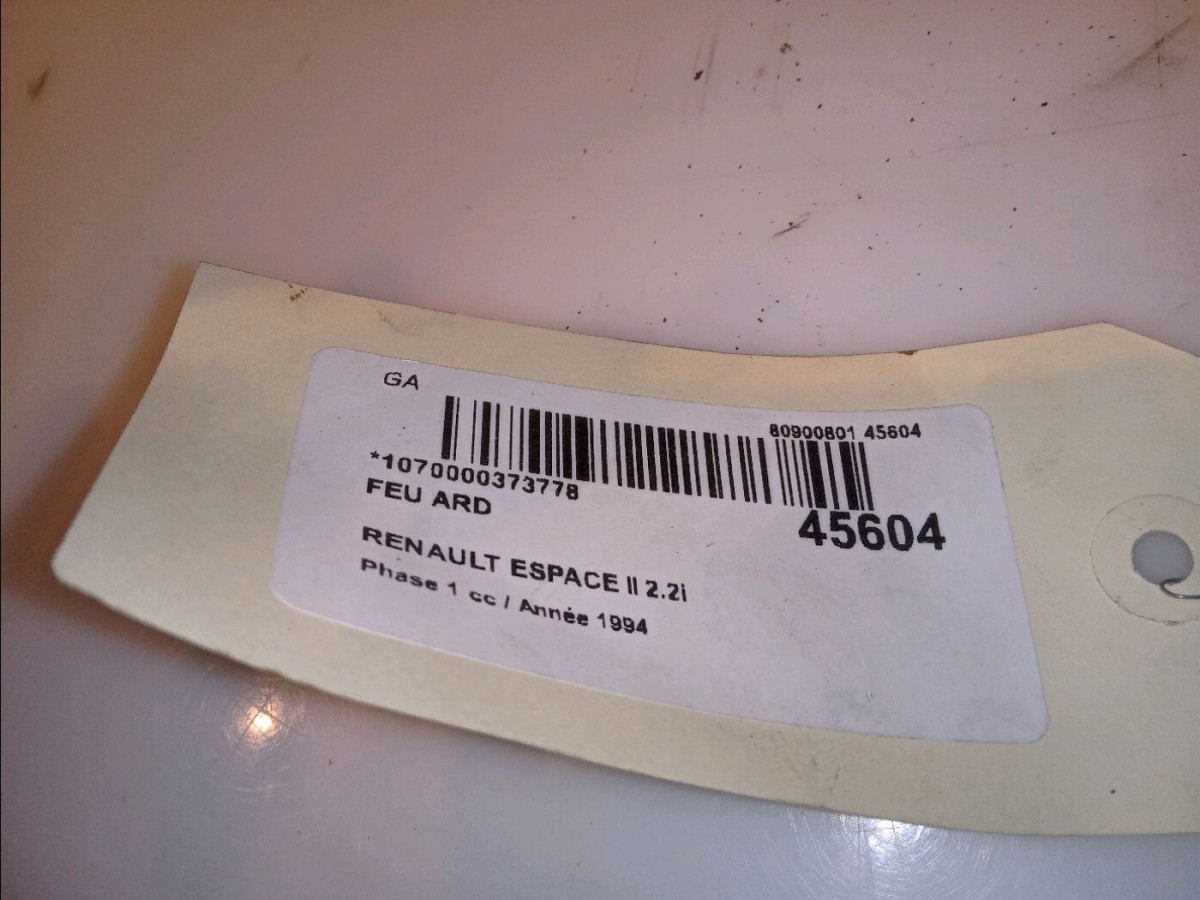 GA
80900801 45604
*1070000373778
FEU ARD
45604
RENAULT ESPACE II 2.2i
Phase 1 cc / Année 1994